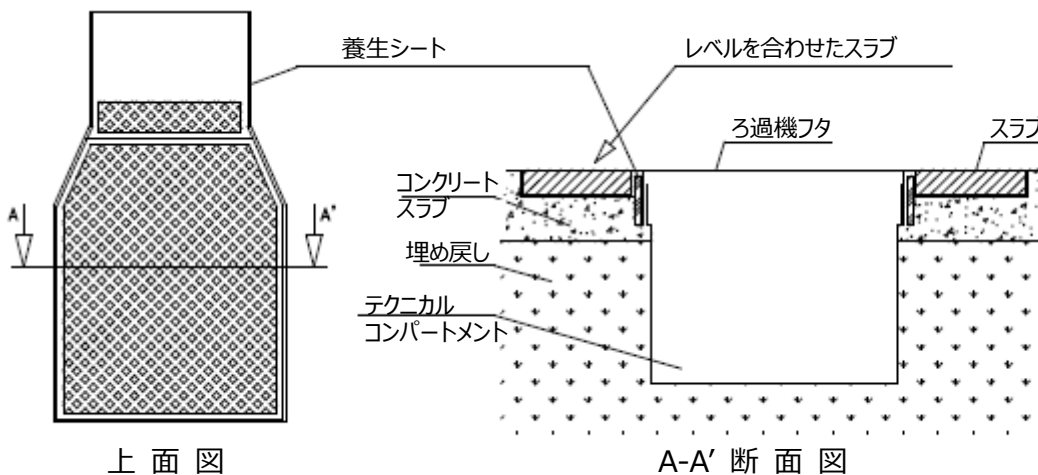 養生シート
レベルを合わせたスラブ
ろ過機フタ
スラブ
コンクリート
スラブ
A
A'
埋め戻し
テクニカル
コンパートメント
上 面 図
A-A' 断 面 図